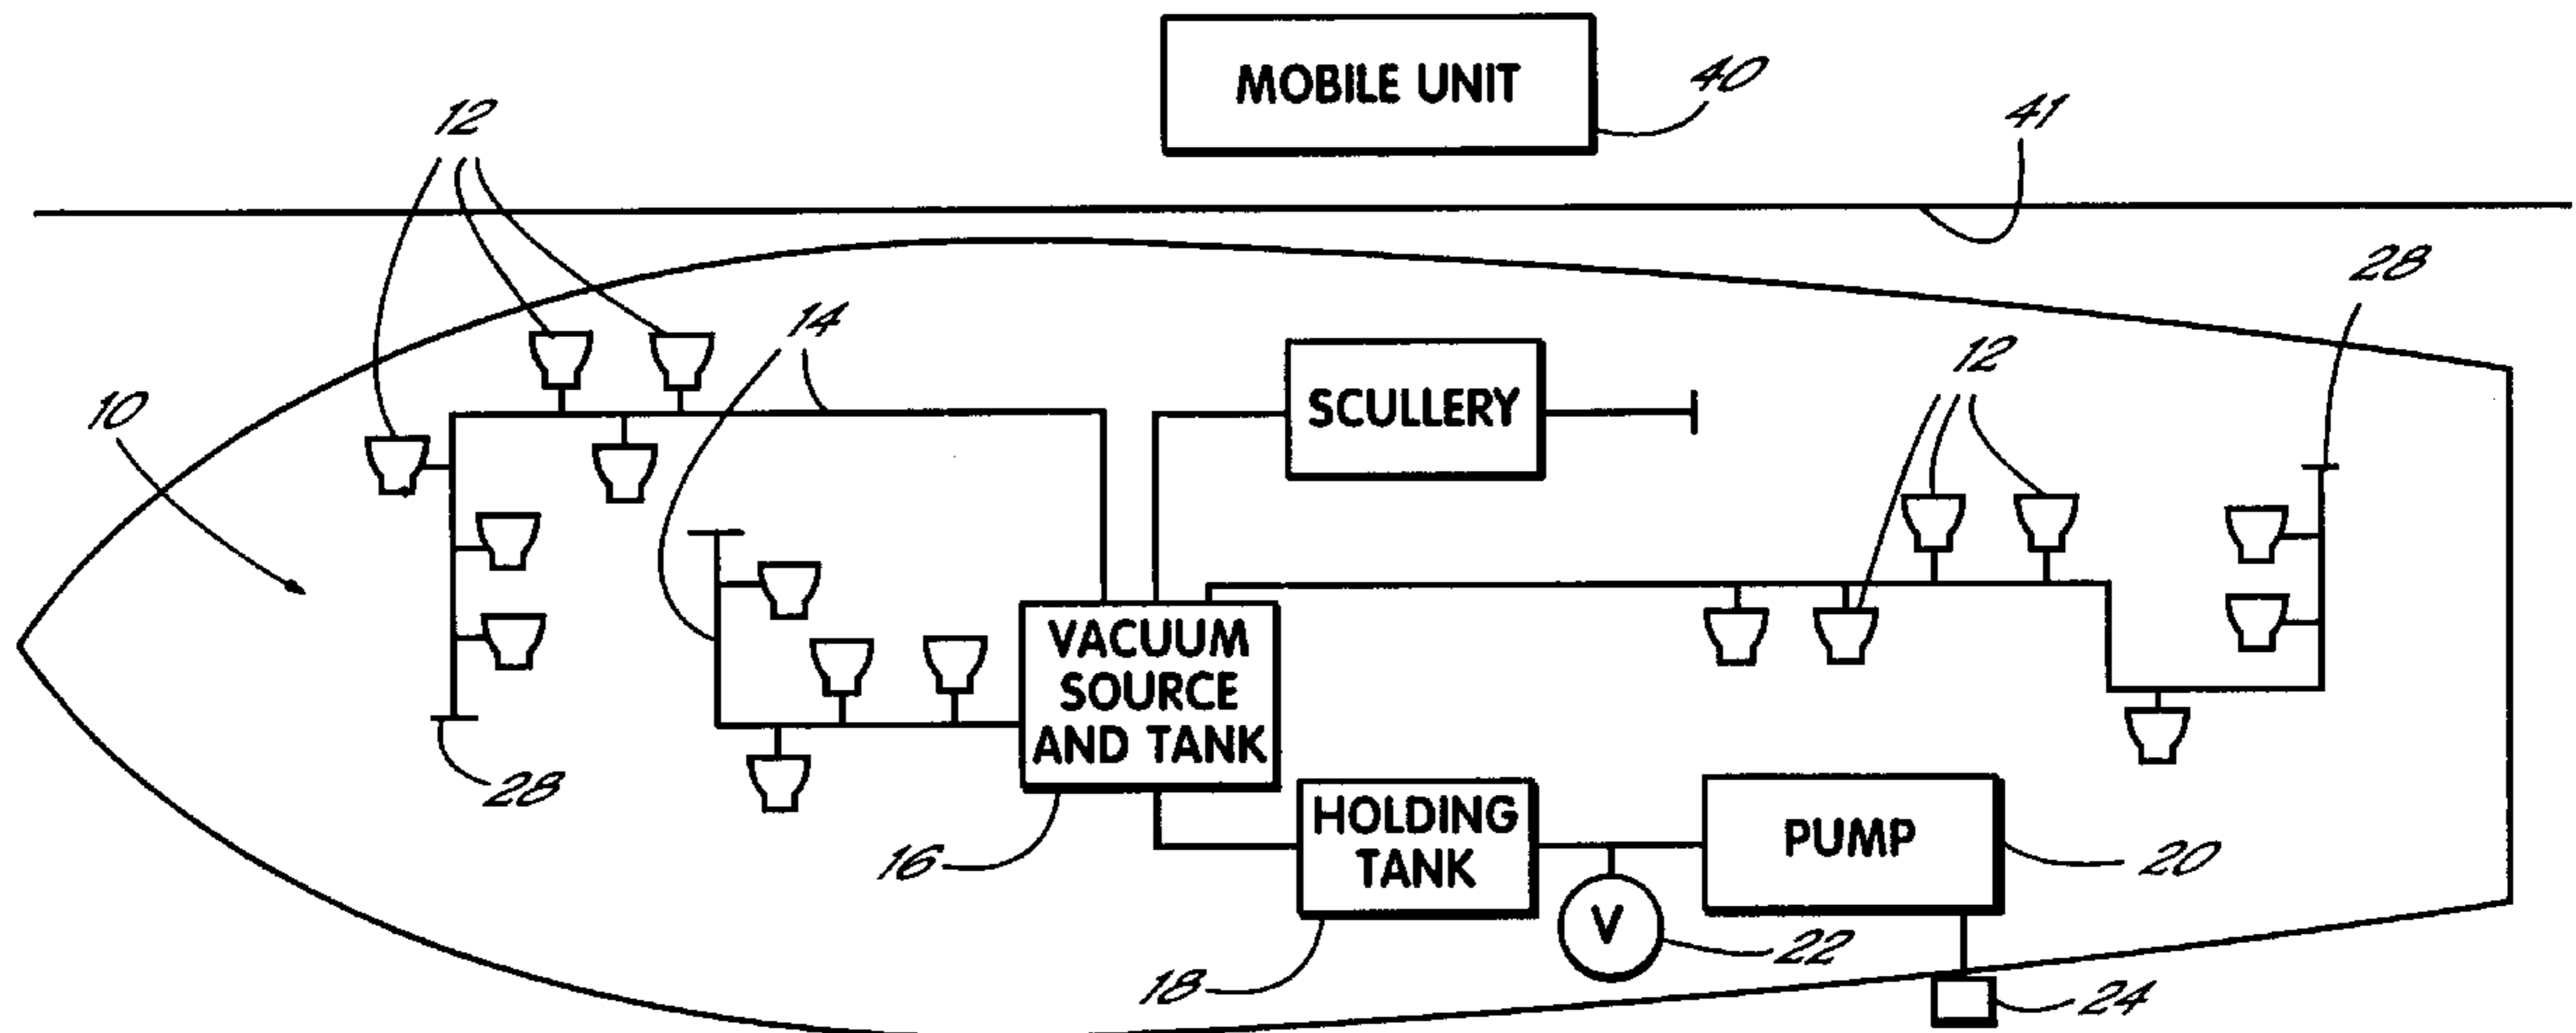 MOBILE UNIT
40
12
41
28
14
12
10
SCULLERY
VACUUM
SOURCE
AND TANK
28
HOLDING
TANK
PUMP
16
20
V
22
18
24